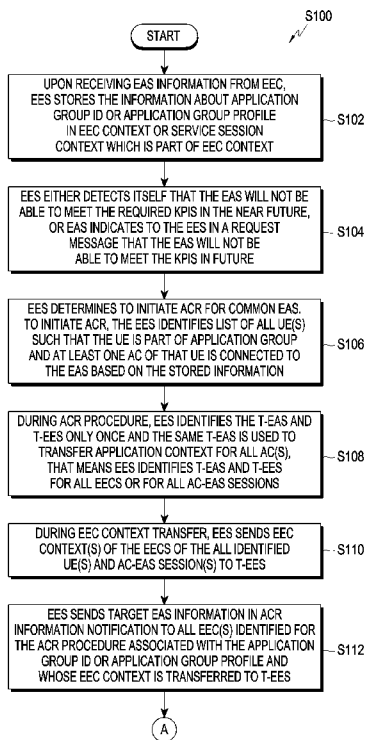 S100
START
UPON RECEIVING EAS INFORMATION FROM EEC,
EES STORES THE INFORMATION ABOUT APPLICATION
GROUP ID OR APPLICATION GROUP PROFILE
IN EEC CONTEXT OR SERVICE SESSION
CONTEXT WHICH IS PART OF EEC CONTEXT
S102
EES EITHER DETECTS ITSELF THAT THE EAS WILL NOT BE
ABLE TO MEET THE REQUIRED KPIS IN THE NEAR FUTURE,
OR EAS INDICATES TO THE EES IN A REQUEST
MESSAGE THAT THE EAS WILL NOT BE
ABLE TO MEET THE KPIS IN FUTURE
S104
EES DETERMINES TO INITIATE ACR FOR COMMON EAS.
TO INITIATE ACR, THE EES IDENTIFIES LIST OF ALL UE(S)
SUCH THAT THE UE IS PART OF APPLICATION GROUP
AND AT LEAST ONE AC OF THAT UE IS CONNECTED TO
THE EAS BASED ON THE STORED INFORMATION
S106
DURING ACR PROCEDURE, EES IDENTIFIES THE T-EAS AND
T-EES ONLY ONCE AND THE SAME T-EAS IS USED TO
TRANSFER APPLICATION CONTEXT FOR ALL AC(S),
THAT MEANS EES IDENTIFIES T-EAS AND T-EES
FOR ALL EECS OR FOR ALL AC-EAS SESSIONS
S108
DURING EEC CONTEXT TRANSFER, EES SENDS EEC
CONTEXT(S) OF THE EECS OF THE ALL IDENTIFIED
UE(S) AND AC-EAS SESSION(S) TO T-EES
S110
EES SENDS TARGET EAS INFORMATION IN ACR
INFORMATION NOTIFICATION TO ALL EEC(S) IDENTIFIED FOR
THE ACR PROCEDURE ASSOCIATED WITH THE APPLICATION
GROUP ID OR APPLICATION GROUP PROFILE AND
WHOSE EEC CONTEXT IS TRANSFERRED TO T-EES
S112
A